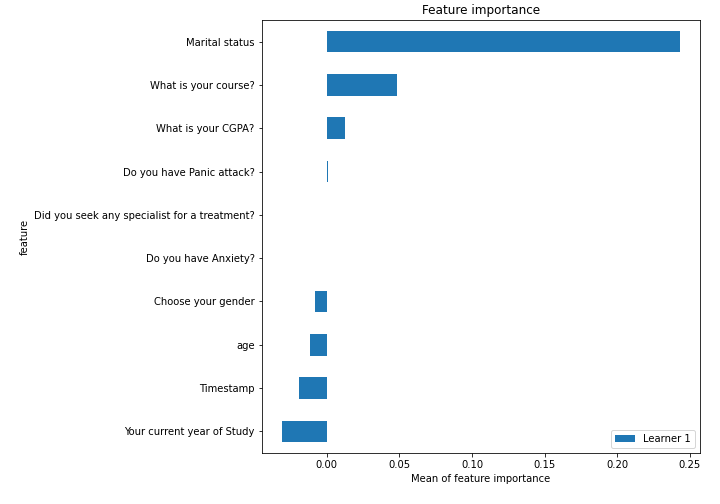 Feature importance
Marital status
What is your course?
What is your CGPA?
Do you have Panic attack?
Did you seek any specialist for a treatment?
Do you have Anxiety?
Choose your gender
age
Timestamp
Your current year of Study
feature
Learner 1
0.00 0.05 0.10 0.15 0.20 0.25
Mean of feature importance